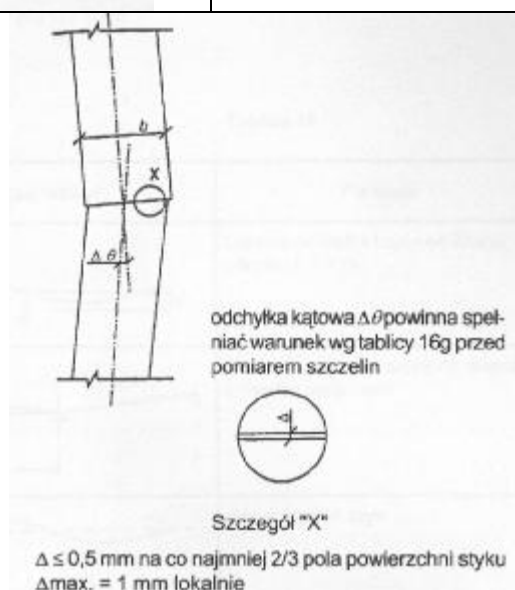 b
X
Δθ
odchyłka kątowa Δθ powinna speł-
niać warunek wg tablicy 16g przed
pomiarem szczelin
Δ
Szczegół "X"
Δ ≤ 0,5 mm na co najmniej 2/3 pola powierzchni styku
Δmax. = 1 mm lokalnie